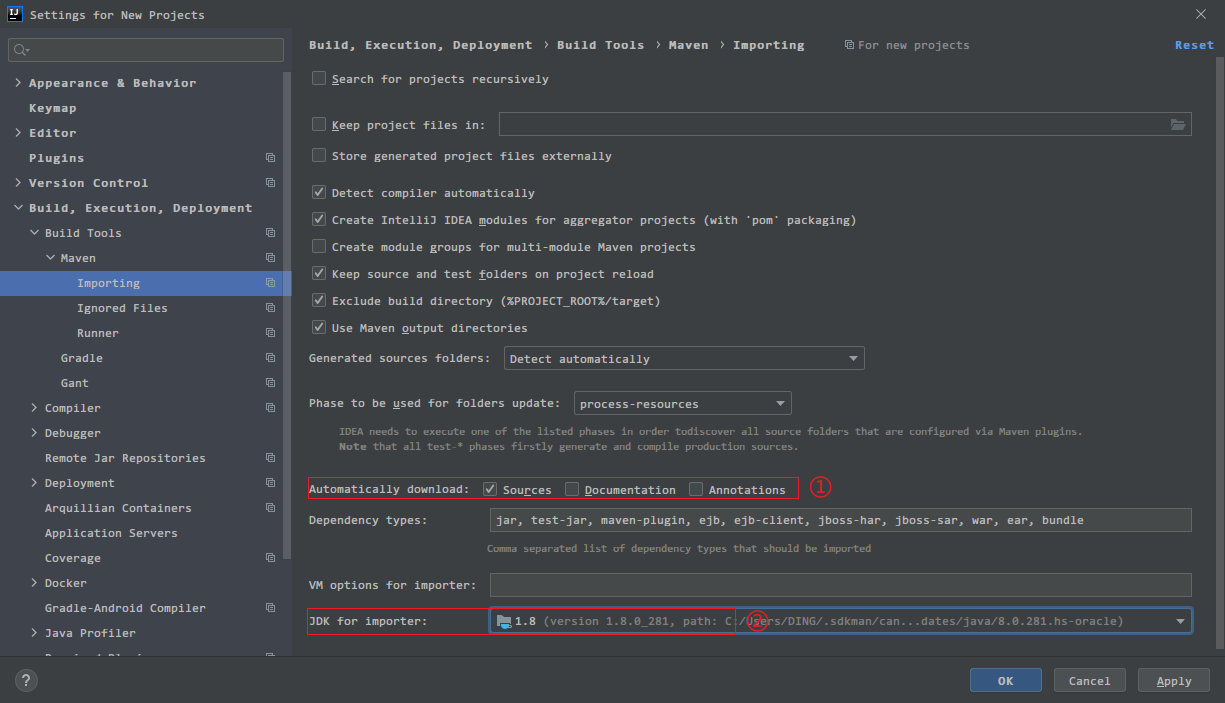 Settings for New Projects
Appearance & Behavior
Keymap
Editor
Plugins
Version Control
Build, Execution, Deployment
Build Tools
Maven
Importing
Ignored Files
Runner
Gradle
Gant
Compiler
Debugger
Remote Jar Repositories
Deployment
Arquillian Containers
Application Servers
Coverage
Docker
Gradle-Android Compiler
Java Profiler
Build, Execution, Deployment › Build Tools › Maven › Importing For new projects Reset
Search for projects recursively
Keep project files in:
Store generated project files externally
Detect compiler automatically
Create IntelliJ IDEA modules for aggregator projects (with 'pom' packaging)
Create module groups for multi-module Maven projects
Keep source and test folders on project reload
Exclude build directory (%PROJECT_ROOT%/target)
Use Maven output directories
Generated sources folders: Detect automatically
Phase to be used for folders update: process-resources
IDEA needs to execute one of the listed phases in order todiscover all source folders that are configured via Maven plugins.
Note that all test-* phases firstly generate and compile production sources.
Automatically download: Sources Documentation Annotations ①
Dependency types: jar, test-jar, maven-plugin, ejb, ejb-client, jboss-har, jboss-sar, war, ear, bundle
Comma separated list of dependency types that should be imported
VM options for importer:
JDK for importer: 1.8 (version 1.8.0_281, path: C:/Users/DING/.sdkman/can...dates/java/8.0.281.hs-oracle) ②
? OK Cancel Apply